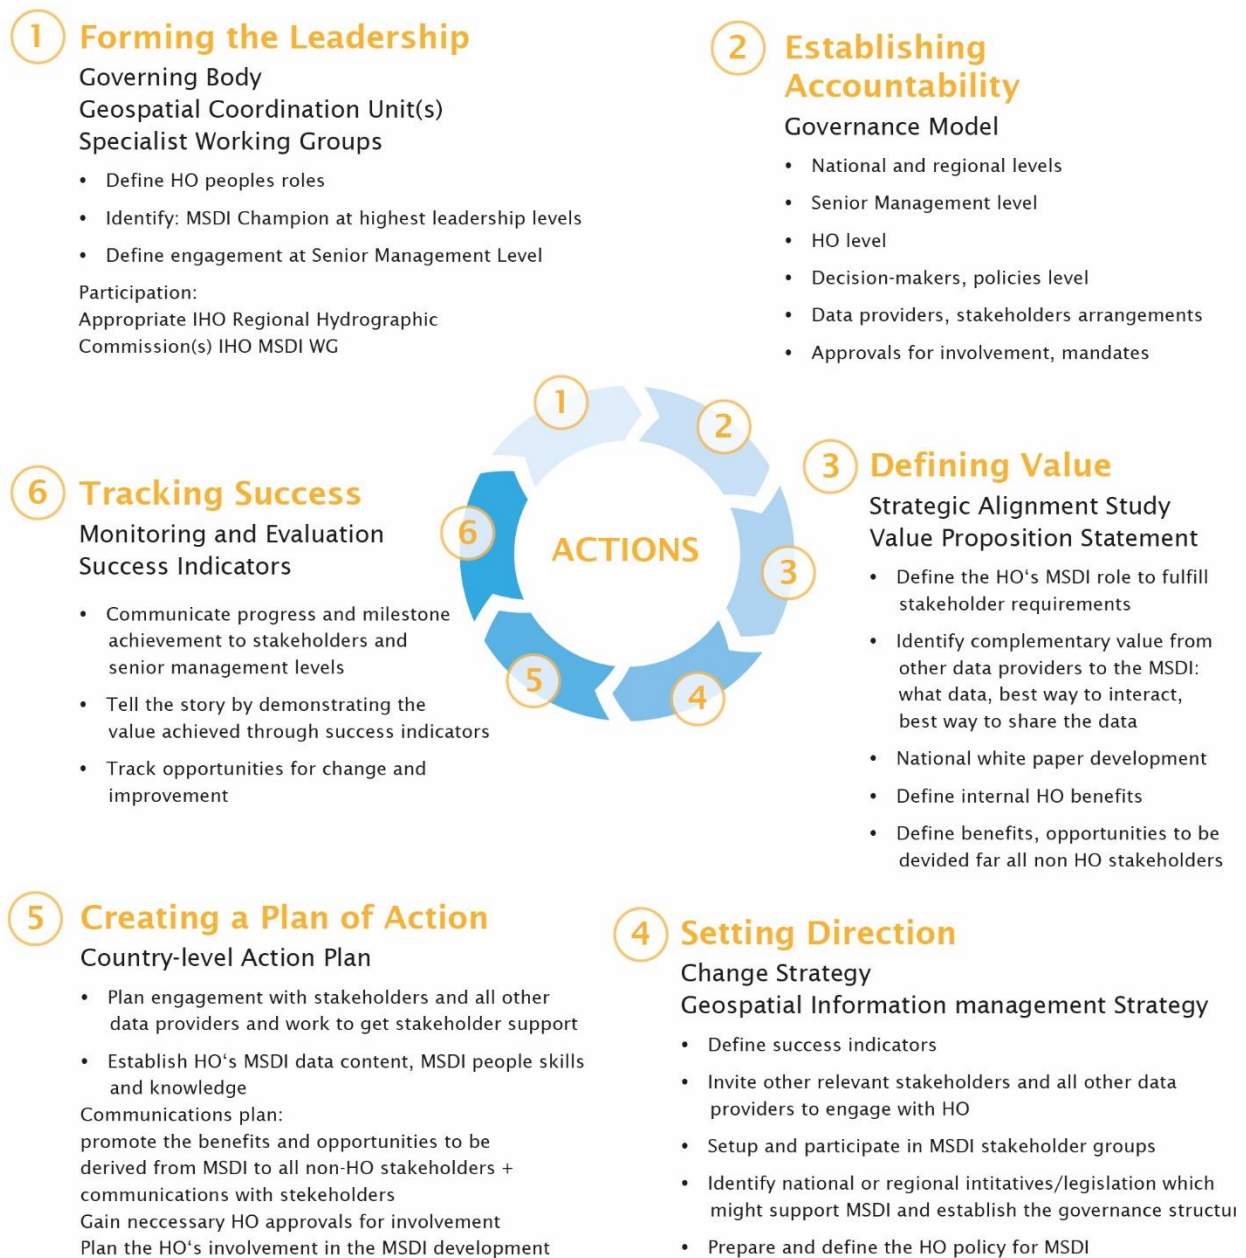 1 Forming the Leadership
Governing Body
Geospatial Coordination Unit(s)
Specialist Working Groups
• Define HO peoples roles
• Identify: MSDI Champion at highest leadership levels
• Define engagement at Senior Management Level
Participation:
Appropriate IHO Regional Hydrographic
Commission(s) IHO MSDI WG
2 Establishing
Accountability
Governance Model
• National and regional levels
• Senior Management level
• HO level
• Decision-makers, policies level
• Data providers, stakeholders arrangements
• Approvals for involvement, mandates
1
2
3
4
5
6
ACTIONS
3 Defining Value
Strategic Alignment Study
Value Proposition Statement
• Define the HO‘s MSDI role to fulfill
stakeholder requirements
• Identify complementary value from
other data providers to the MSDI:
what data, best way to interact,
best way to share the data
• National white paper development
• Define internal HO benefits
• Define benefits, opportunities to be
devided far all non HO stakeholders
4 Setting Direction
Change Strategy
Geospatial Information management Strategy
• Define success indicators
• Invite other relevant stakeholders and all other data
providers to engage with HO
• Setup and participate in MSDI stakeholder groups
• Identify national or regional intitatives/legislation which
might support MSDI and establish the governance structur
• Prepare and define the HO policy for MSDI
5 Creating a Plan of Action
Country-level Action Plan
• Plan engagement with stakeholders and all other
data providers and work to get stakeholder support
• Establish HO‘s MSDI data content, MSDI people skills
and knowledge
Communications plan:
promote the benefits and opportunities to be
derived from MSDI to all non-HO stakeholders +
communications with stekeholders
Gain neccessary HO approvals for involvement
Plan the HO‘s involvement in the MSDI development
6 Tracking Success
Monitoring and Evaluation
Success Indicators
• Communicate progress and milestone
achievement to stakeholders and
senior management levels
• Tell the story by demonstrating the
value achieved through success indicators
• Track opportunities for change and
improvement